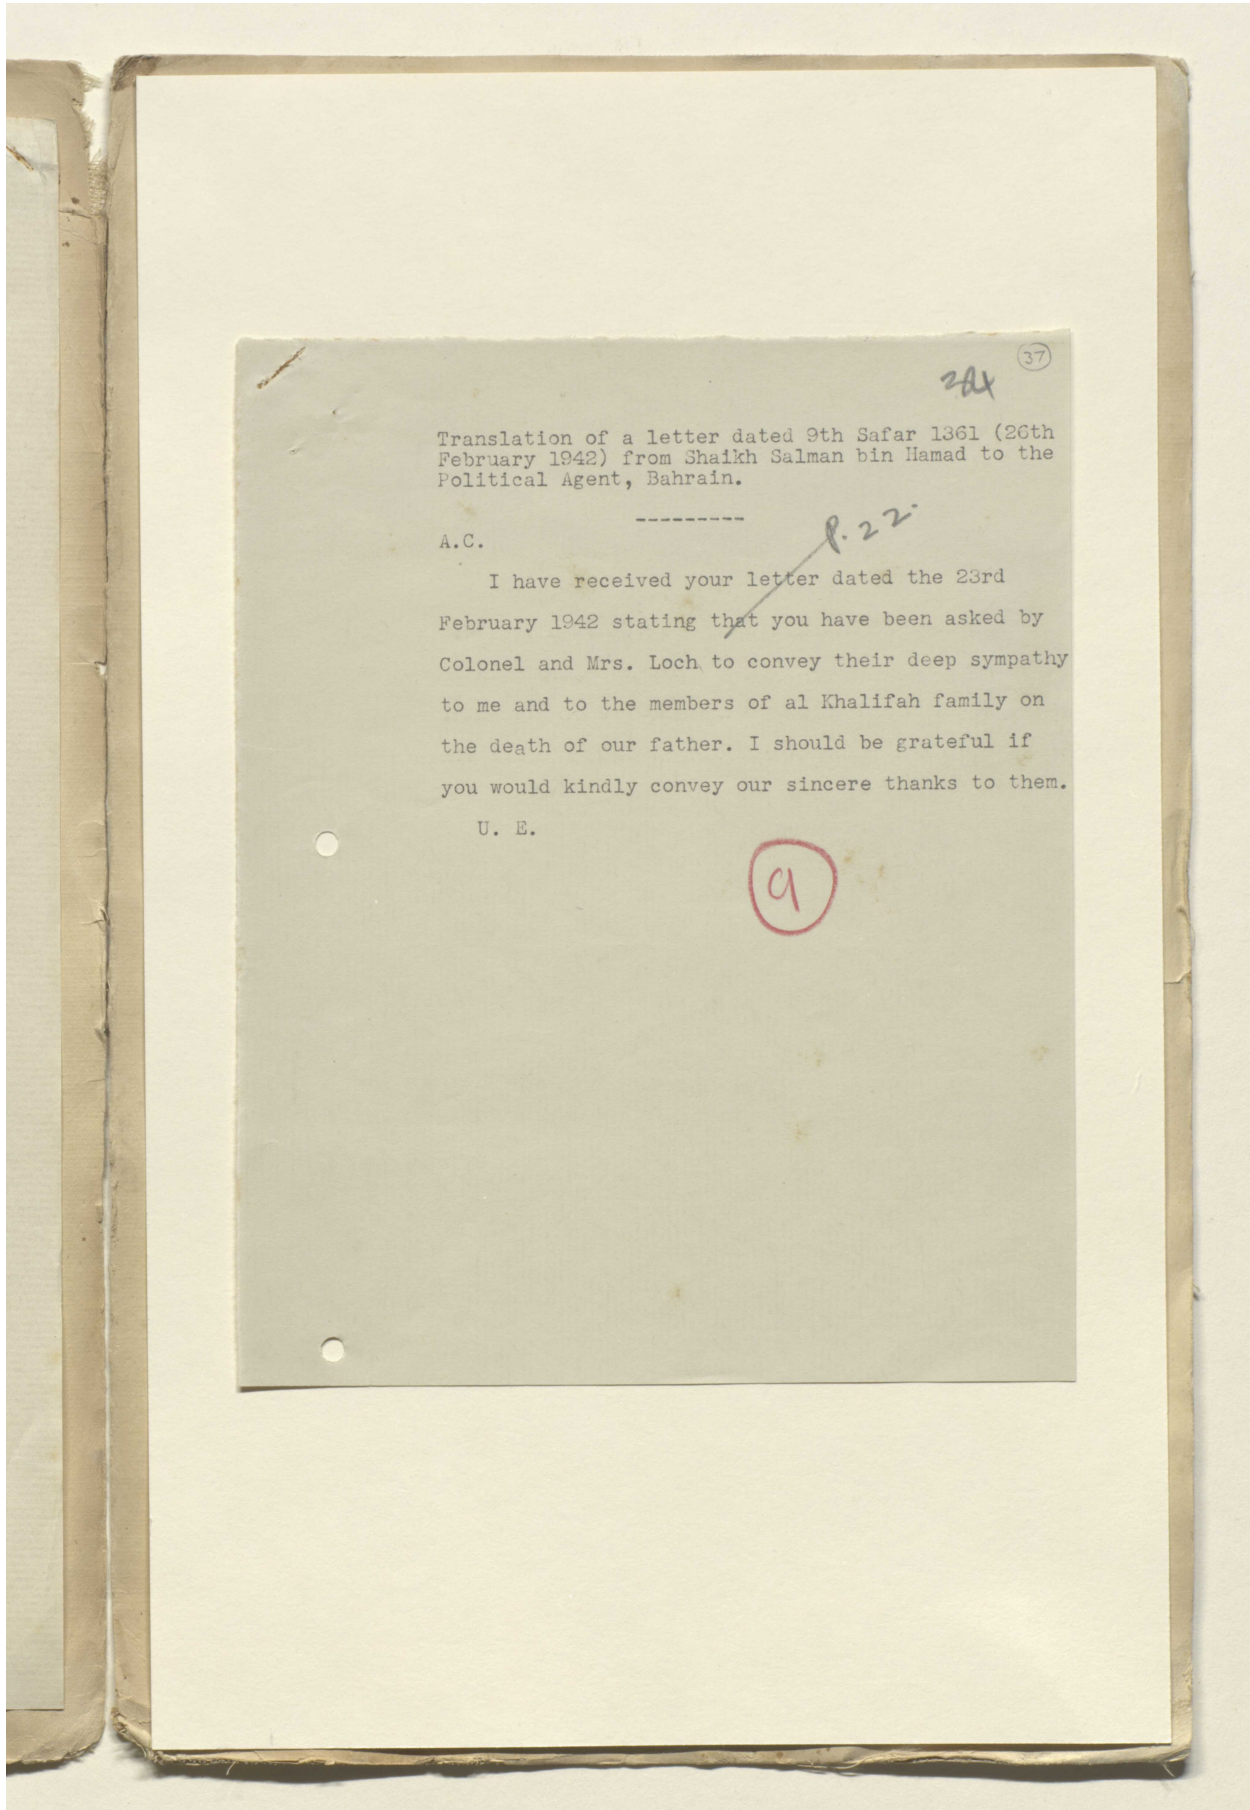 37
Translation of a letter dated 9th Safar 1361 (26th
February 1942) from Shaikh Salman bin Hamad to the
Political Agent, Bahrain.
---------
P.22.
A.C.
I have received your letter dated the 23rd
February 1942 stating that you have been asked by
Colonel and Mrs. Loch to convey their deep sympathy
to me and to the members of al Khalifah family on
the death of our father. I should be grateful if
you would kindly convey our sincere thanks to them.
U. E.
9